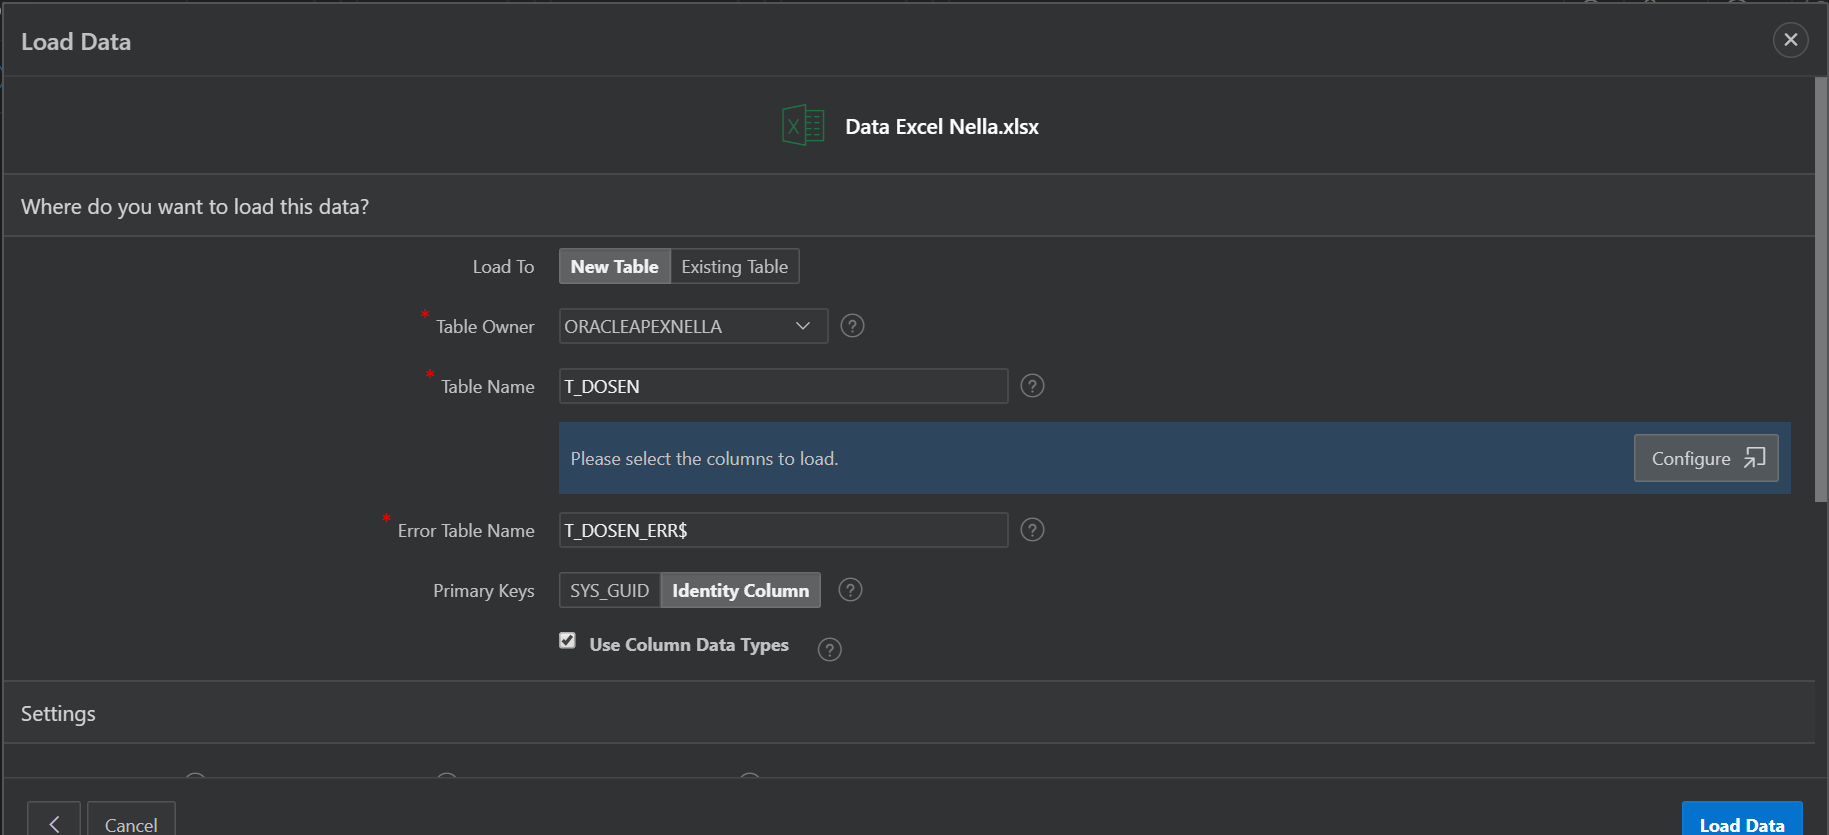 Load Data
Data Excel Nella.xlsx
Where do you want to load this data?
Load To New Table Existing Table
* Table Owner ORACLEAPEXNELLA ?
* Table Name T_DOSEN ?
Please select the columns to load. Configure
* Error Table Name T_DOSEN_ERR$ ?
Primary Keys SYS_GUID Identity Column ?
Use Column Data Types ?
Settings
Cancel Load Data